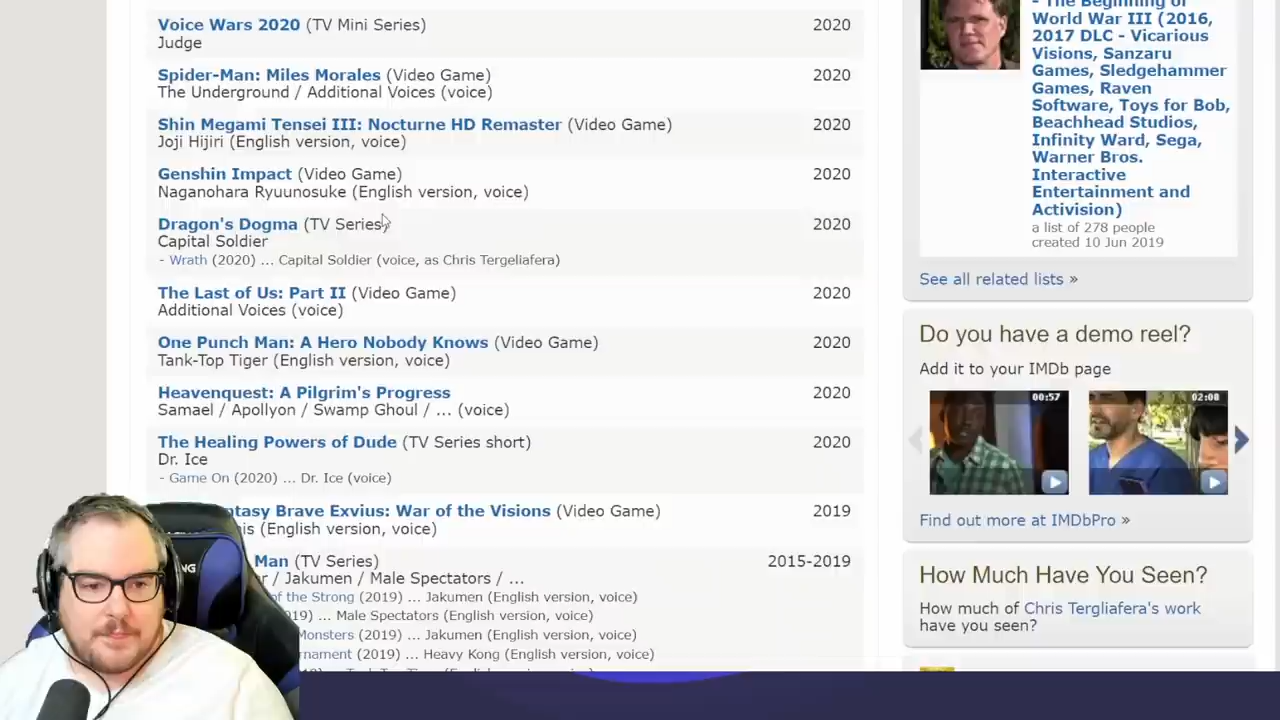 Voice Wars 2020 (TV Mini Series) 2020
Judge
Spider-Man: Miles Morales (Video Game) 2020
The Underground / Additional Voices (voice)
Shin Megami Tensei III: Nocturne HD Remaster (Video Game) 2020
Joji Hijiri (English version, voice)
Genshin Impact (Video Game) 2020
Naganohara Ryuunosuke (English version, voice)
Dragon's Dogma (TV Series) 2020
Capital Soldier
- Wrath (2020) ... Capital Soldier (voice, as Chris Tergeliafera)
The Last of Us: Part II (Video Game) 2020
Additional Voices (voice)
One Punch Man: A Hero Nobody Knows (Video Game) 2020
Tank-Top Tiger (English version, voice)
Heavenquest: A Pilgrim's Progress 2020
Samael / Apollyon / Swamp Ghoul / ... (voice)
The Healing Powers of Dude (TV Series short) 2020
Dr. Ice
- Game On (2020) ... Dr. Ice (voice)
Brave Exvius: War of the Visions (Video Game) 2019
(English version, voice)
Man (TV Series) 2015-2019
/ Jakumen / Male Spectators / ...
of the Strong (2019) ... Jakumen (English version, voice)
... Male Spectators (English version, voice)
Monsters (2019) ... Jakumen (English version, voice)
(2019) ... Heavy Kong (English version, voice)
- The Beginning of
World War III (2016,
2017 DLC - Vicarious
Visions, Sanzaru
Games, Sledgehammer
Games, Raven
Software, Toys for Bob,
Beachhead Studios,
Infinity Ward, Sega,
Warner Bros.
Interactive
Entertainment and
Activision)
a list of 278 people
created 10 Jun 2019
See all related lists »
Do you have a demo reel?
Add it to your IMDb page
00:57
02:08
Find out more at IMDbPro »
How Much Have You Seen?
How much of Chris Tergliafera's work
have you seen?